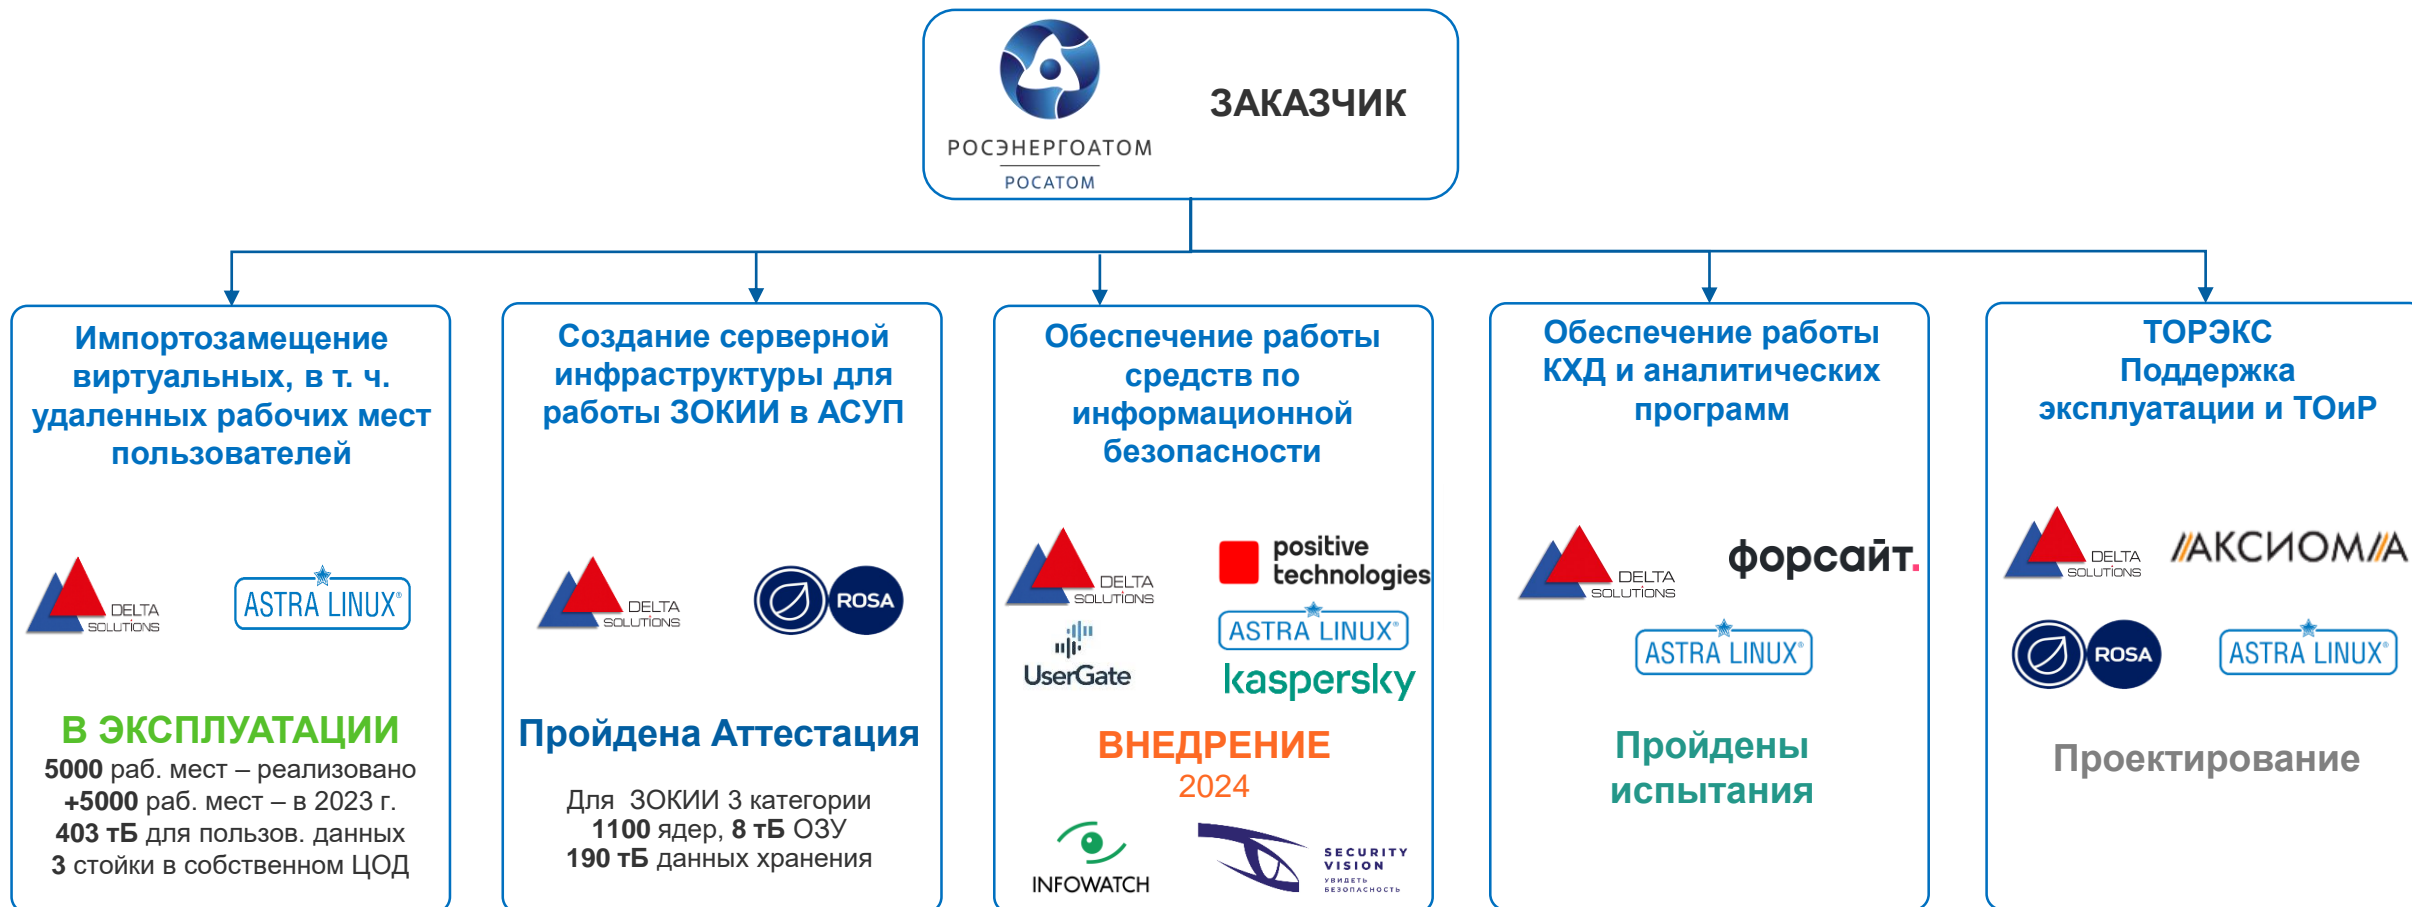 РОСЭНЕРГОАТОМ
РОСАТОМ
ЗАКАЗЧИК
Импортозамещение
виртуальных, в т. ч.
удаленных рабочих мест
пользователей
DELTA
SOLUTIONS
ASTRA LINUX®
В ЭКСПЛУАТАЦИИ
5000 раб. мест – реализовано
+5000 раб. мест – в 2023 г.
403 тБ для пользов. данных
3 стойки в собственном ЦОД
Создание серверной
инфраструктуры для
работы ЗОКИИ в АСУП
DELTA
SOLUTIONS
ROSA
Пройдена Аттестация
Для ЗОКИИ 3 категории
1100 ядер, 8 тБ ОЗУ
190 тБ данных хранения
Обеспечение работы
средств по
информационной
безопасности
DELTA
SOLUTIONS
positive
technologies
UserGate
ASTRA LINUX®
kaspersky
ВНЕДРЕНИЕ
2024
INFOWATCH
SECURITY
VISION
УВИДЕТЬ
БЕЗОПАСНОСТЬ
Обеспечение работы
КХД и аналитических
программ
DELTA
SOLUTIONS
форсайт.
ASTRA LINUX®
Пройдены
испытания
ТОРЭКС
Поддержка
эксплуатации и ТОиР
DELTA
SOLUTIONS
АКСИОМА
ROSA
ASTRA LINUX®
Проектирование